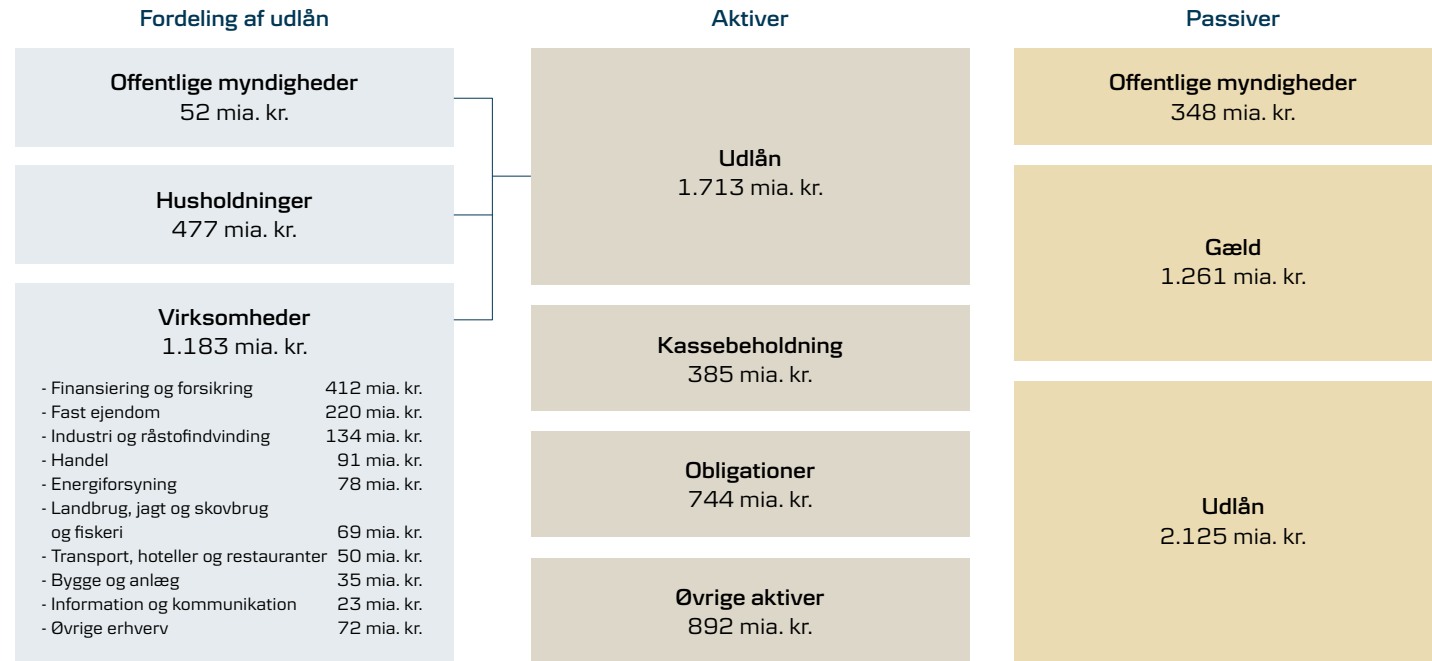 Fordeling af udlån
Offentlige myndigheder
52 mia. kr.
Husholdninger
477 mia. kr.
Virksomheder
1.183 mia. kr.
- Finansiering og forsikring 412 mia. kr.
- Fast ejendom 220 mia. kr.
- Industri og råstofindvinding 134 mia. kr.
- Handel 91 mia. kr.
- Energiforsyning 78 mia. kr.
- Landbrug, jagt og skovbrug
og fiskeri 69 mia. kr.
- Transport, hoteller og restauranter 50 mia. kr.
- Bygge og anlæg 35 mia. kr.
- Information og kommunikation 23 mia. kr.
- Øvrige erhverv 72 mia. kr.
Aktiver
Udlån
1.713 mia. kr.
Kassebeholdning
385 mia. kr.
Obligationer
744 mia. kr.
Øvrige aktiver
892 mia. kr.
Passiver
Offentlige myndigheder
348 mia. kr.
Gæld
1.261 mia. kr.
Udlån
2.125 mia. kr.